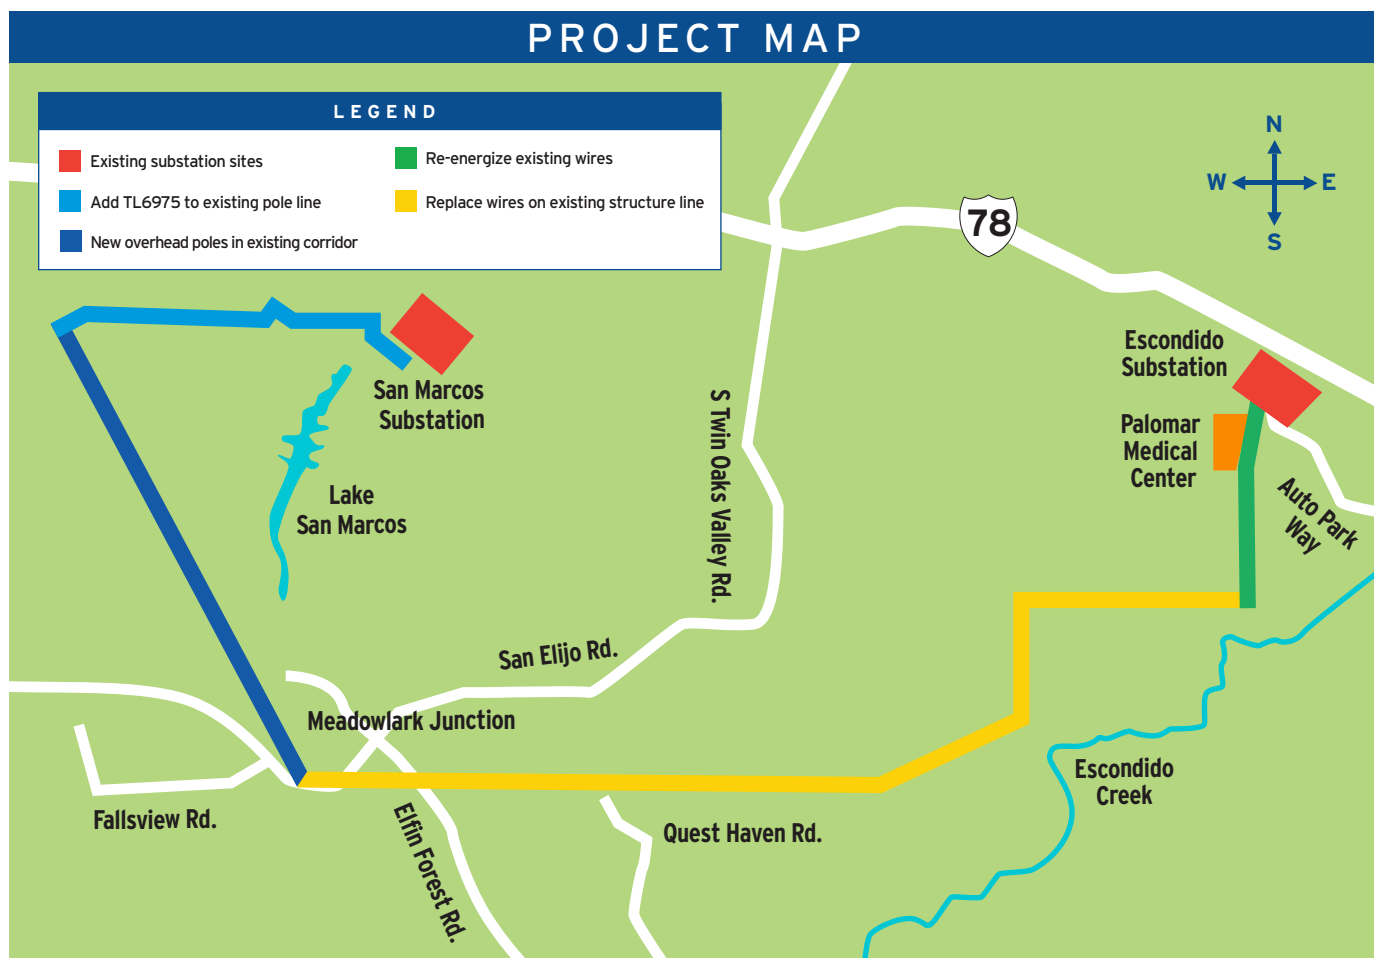 PROJECT MAP
LEGEND
Existing substation sites
Re-energize existing wires
Add TL6975 to existing pole line
Replace wires on existing structure line
New overhead poles in existing corridor
N
W E
S
78
Escondido
Substation
San Marcos
Substation
Palomar
Medical
Center
S Twin Oaks Valley Rd.
Lake
San Marcos
Auto Park
Way
San Elijo Rd.
Meadowlark Junction
Escondido
Creek
Fallsview Rd.
Elfin Forest Rd.
Quest Haven Rd.